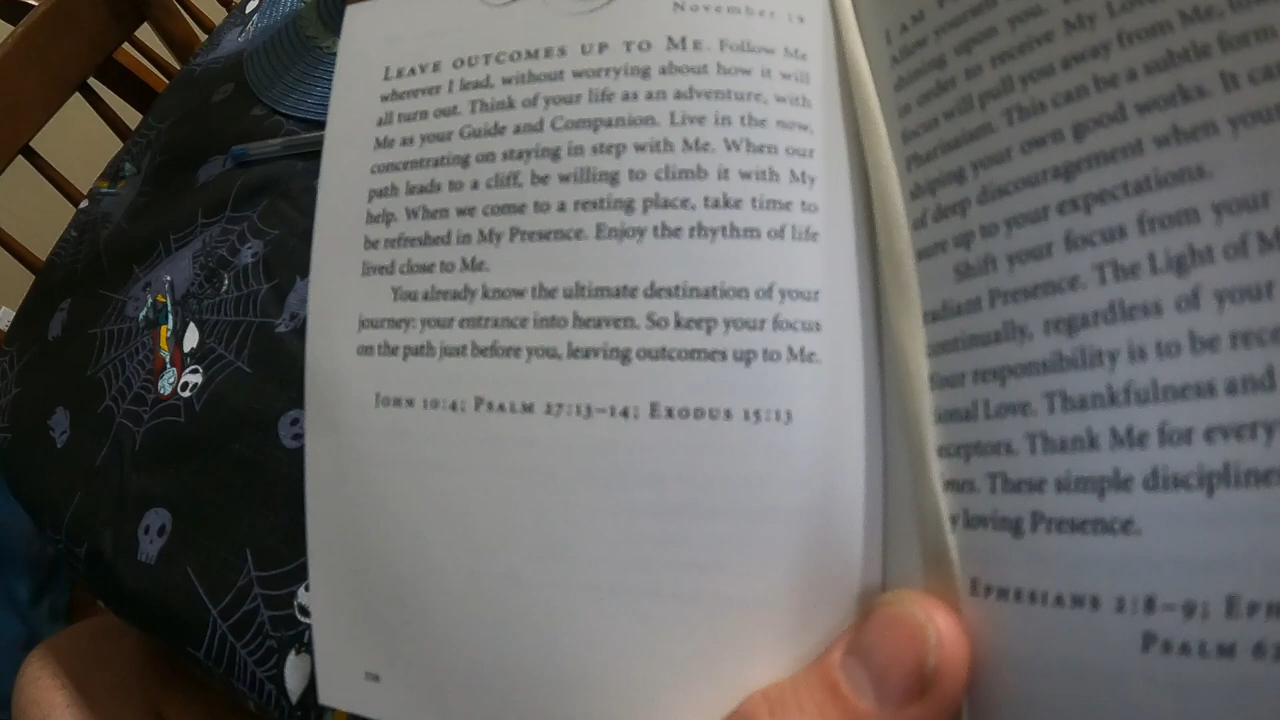 November 19
LEAVE OUTCOMES UP TO ME. Follow Me
wherever I lead, without worrying about how it will
all turn out. Think of your life as an adventure, with
Me as your Guide and Companion. Live in the now,
concentrating on staying in step with Me. When our
path leads to a cliff, be willing to climb it with My
help. When we come to a resting place, take time to
be refreshed in My Presence. Enjoy the rhythm of life
lived close to Me.
You already know the ultimate destination of your
journey: your entrance into heaven. So keep your focus
on the path just before you, leaving outcomes up to Me.
JOHN 10:4; PSALM 27:13–14; EXODUS 15:13
I AM
Allow yourself
shining upon you.
in order to receive My Love
focus will pull you away from Me,
Pharisaism. This can be a subtle form
shiping your own good works. It can
of deep discouragement when your
sure up to your expectations.
Shift your focus from your
radiant Presence. The Light of M
continually, regardless of your
Your responsibility is to be rece
ional Love. Thankfulness and
ceptors. Thank Me for every
mes. These simple discipline
y loving Presence.
EPHESIANS 2:8–9; EPH
PSALM 62